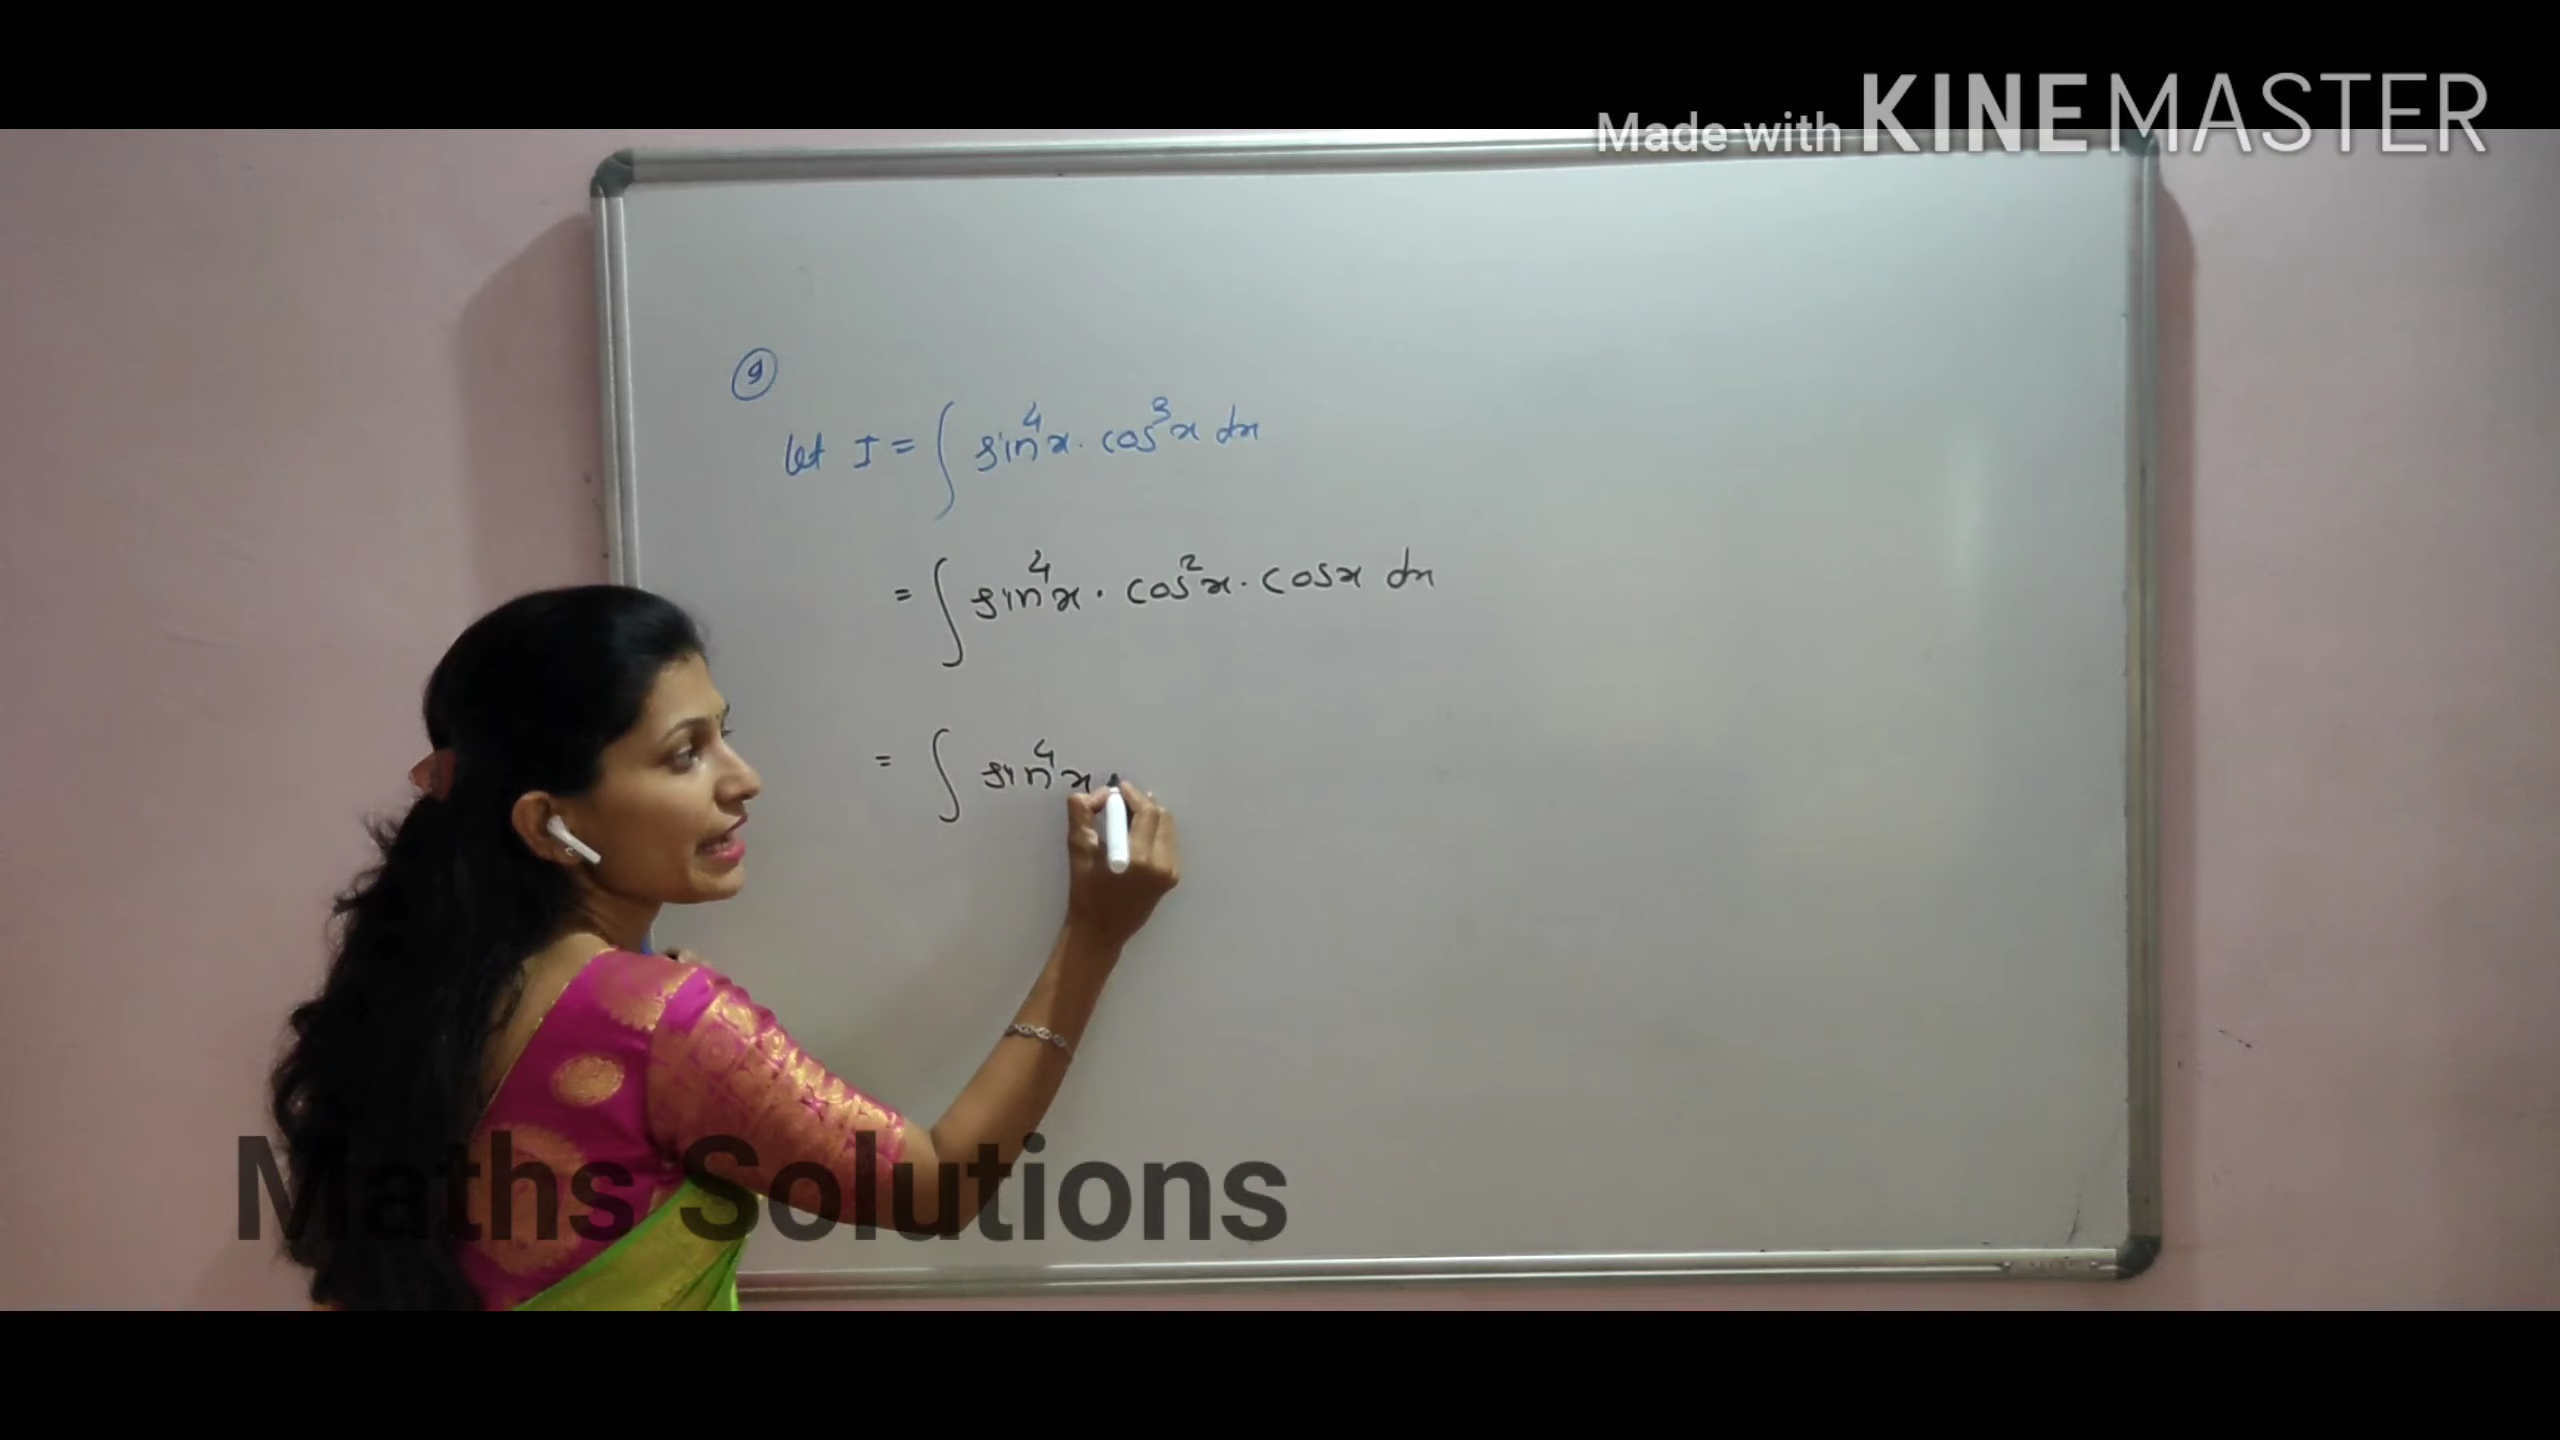 Made with KINEMASTER
9
let I = ∫ sin⁴x · cos³x dx
= ∫ sin⁴x · cos²x · cosx dx
= ∫ sin⁴x
Maths Solutions